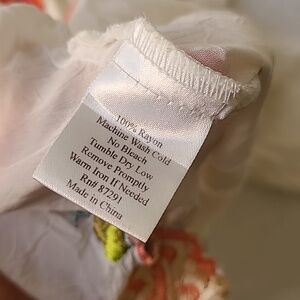 100% Rayon
Machine Wash Cold
No Bleach
Tumble Dry Low
Remove Promptly
Warm Iron If Needed
Rn# 87291
Made in China